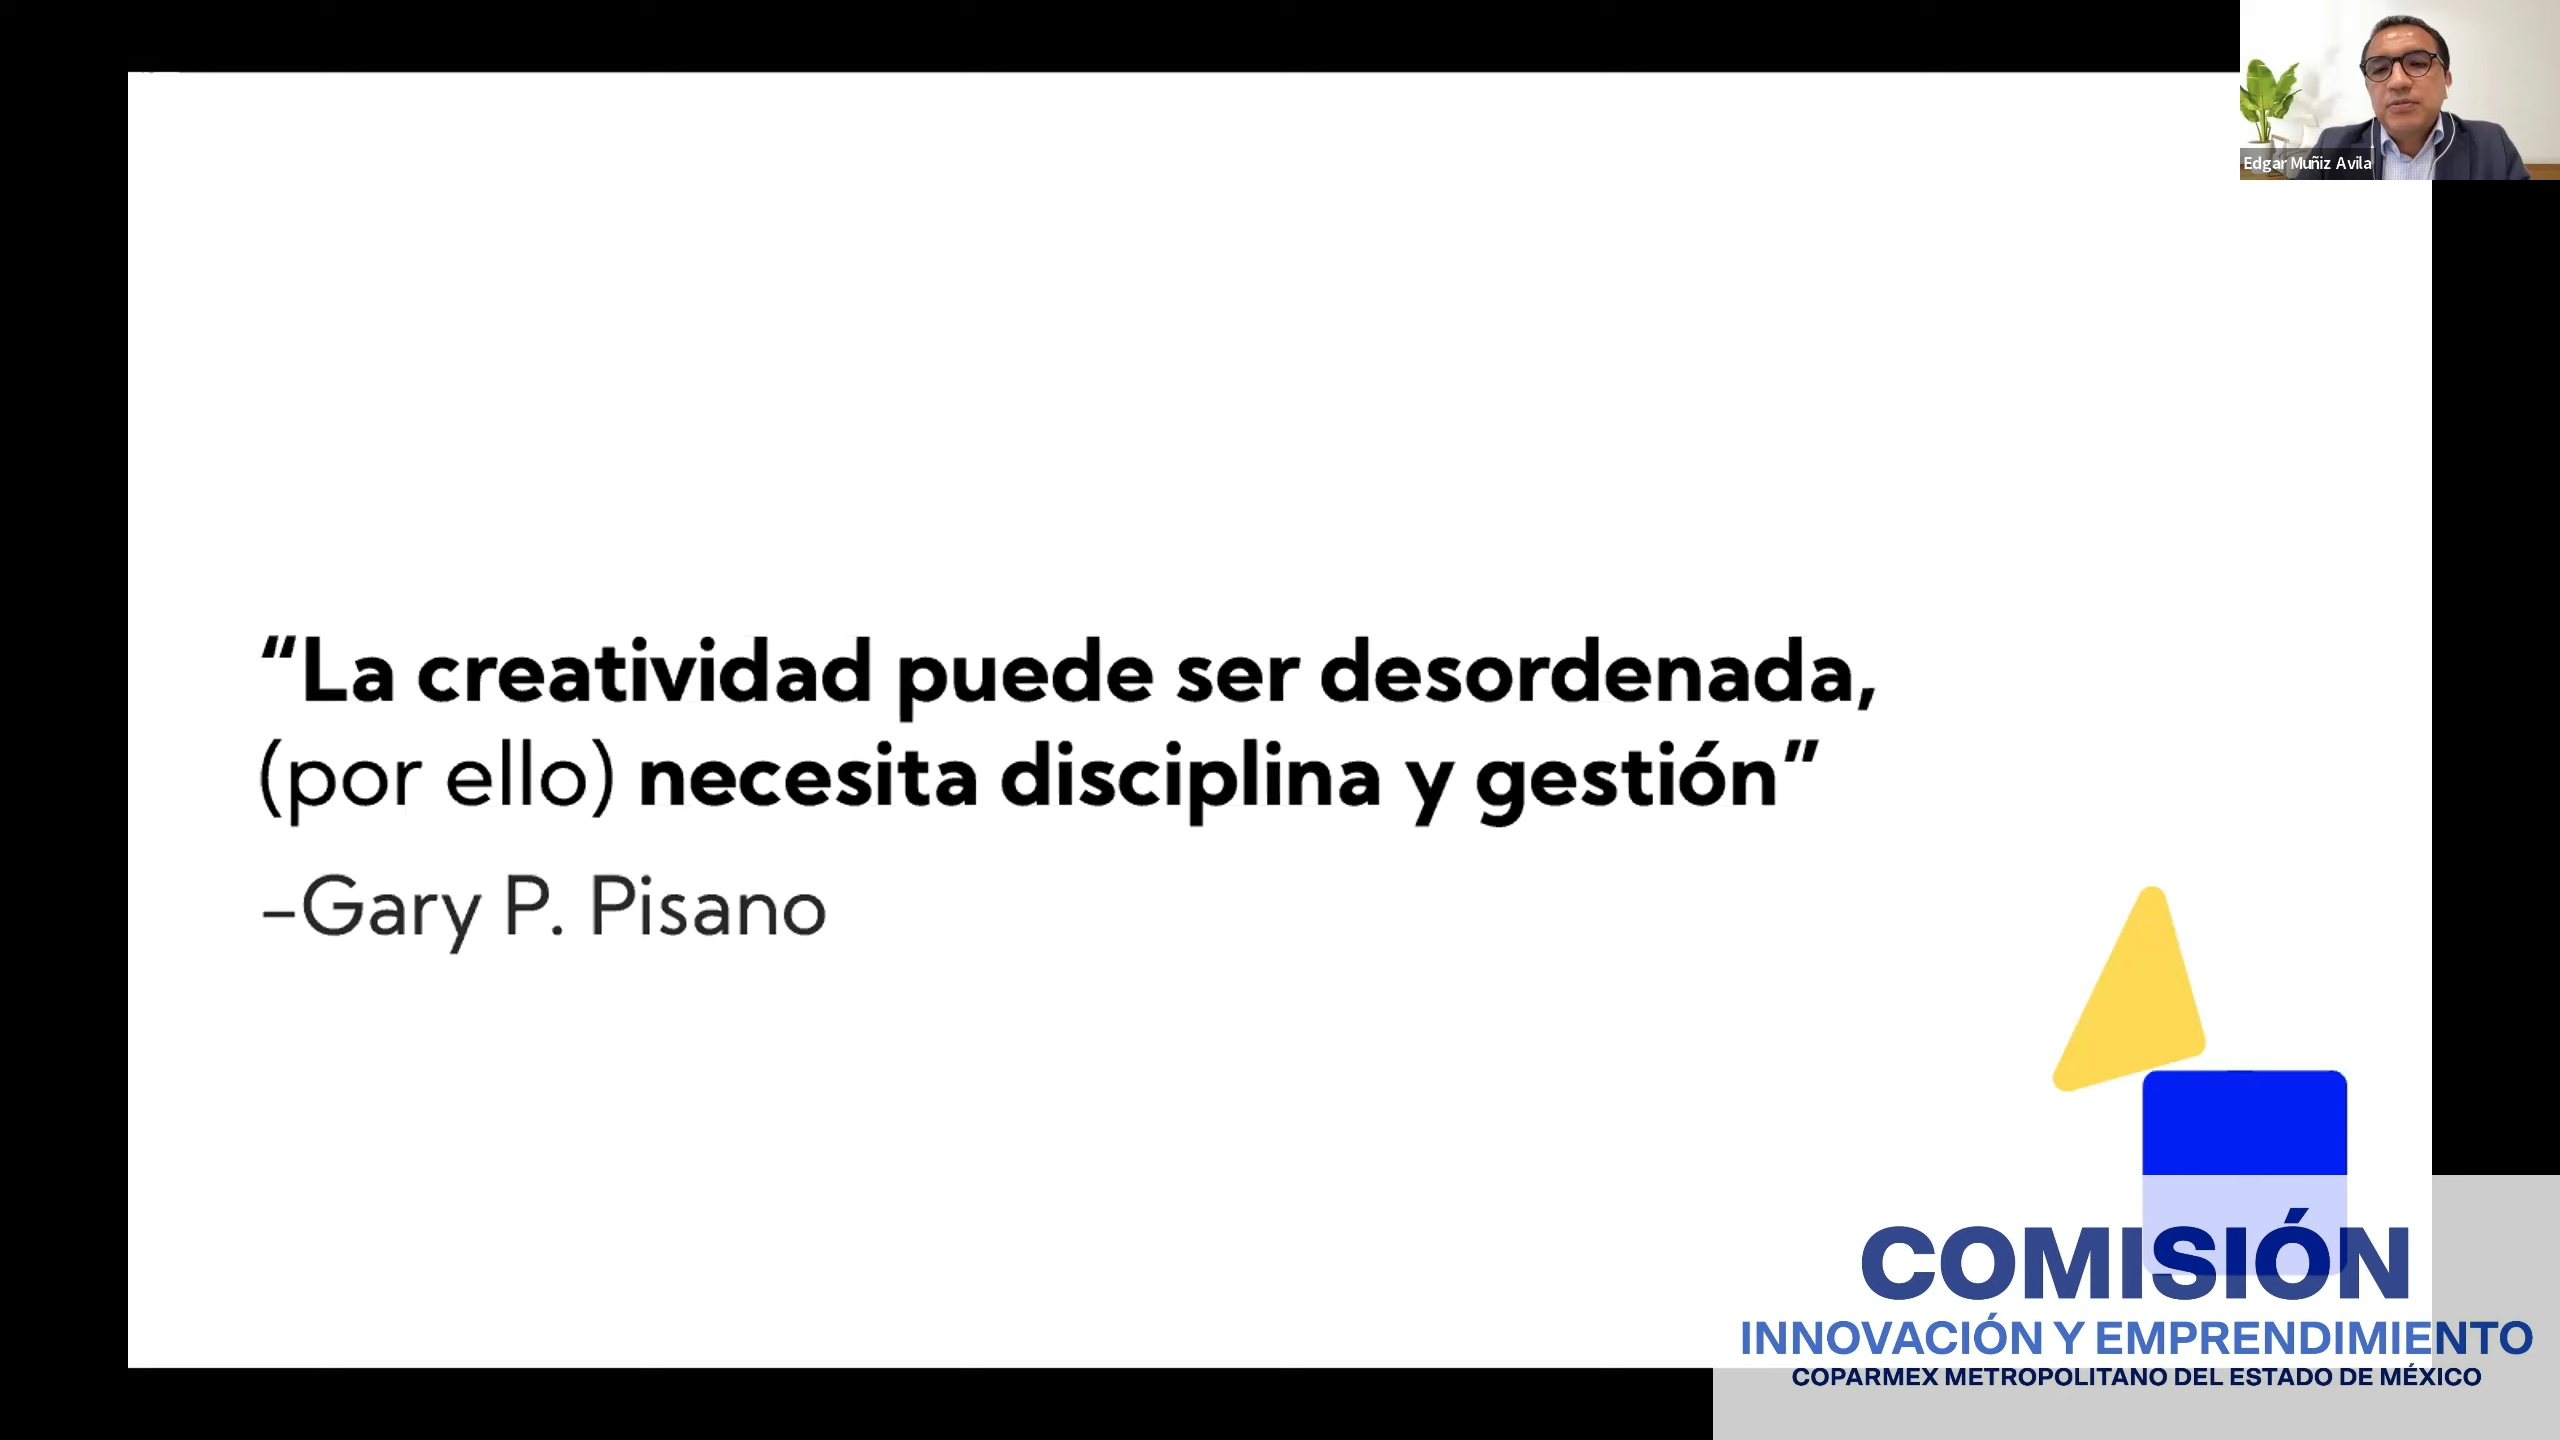 Edgar Muñiz Avila
“La creatividad puede ser desordenada,
(por ello) necesita disciplina y gestión”
–Gary P. Pisano
COMISIÓN
INNOVACIÓN Y EMPRENDIMIENTO
COPARMEX METROPOLITANO DEL ESTADO DE MÉXICO